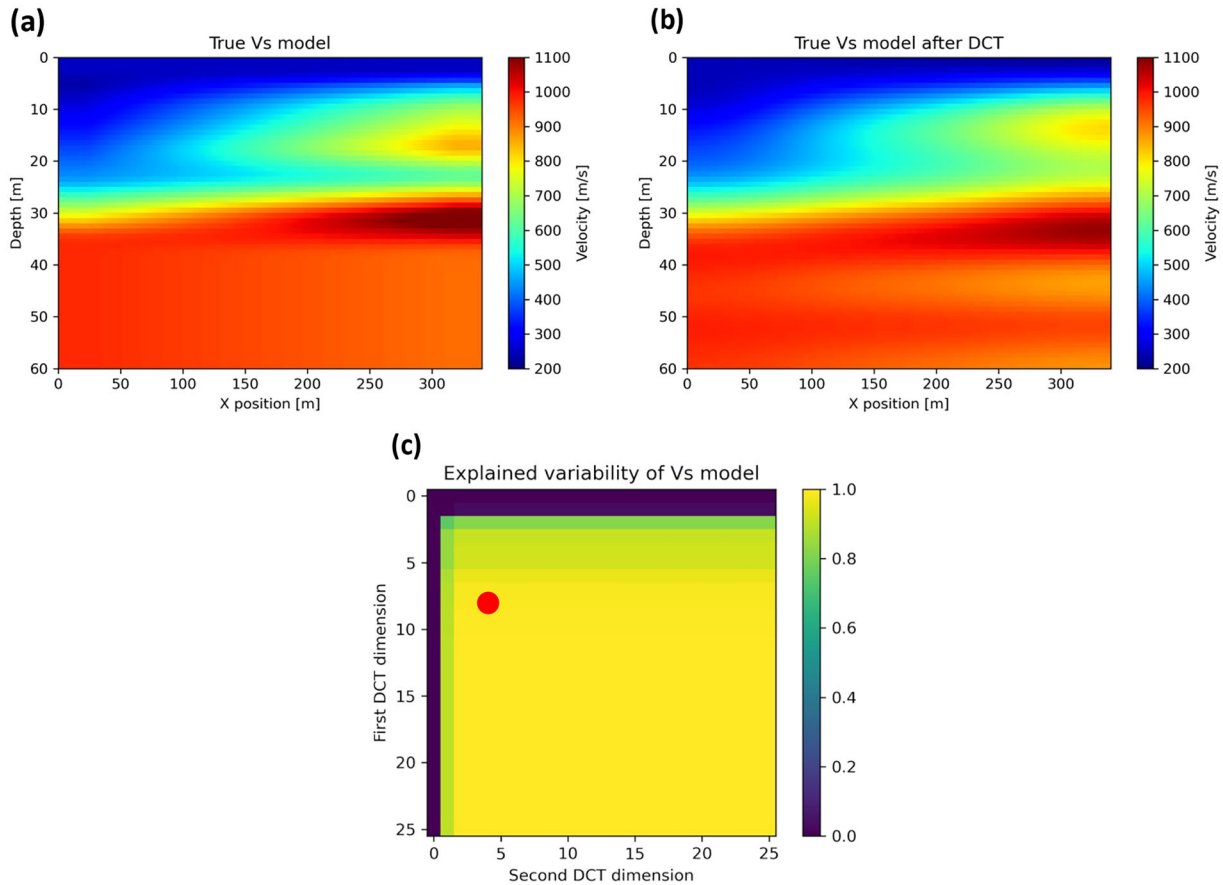 (a)
True Vs model
0
10
20
30
40
50
60
Depth [m]
0 50 100 150 200 250 300
X position [m]
1100
1000
900
800
700
600
500
400
300
200
Velocity [m/s]
(b)
True Vs model after DCT
0
10
20
30
40
50
60
Depth [m]
0 50 100 150 200 250 300
X position [m]
1100
1000
900
800
700
600
500
400
300
200
Velocity [m/s]
(c)
Explained variability of Vs model
0
5
10
15
20
25
First DCT dimension
0 5 10 15 20 25
Second DCT dimension
1.0
0.8
0.6
0.4
0.2
0.0